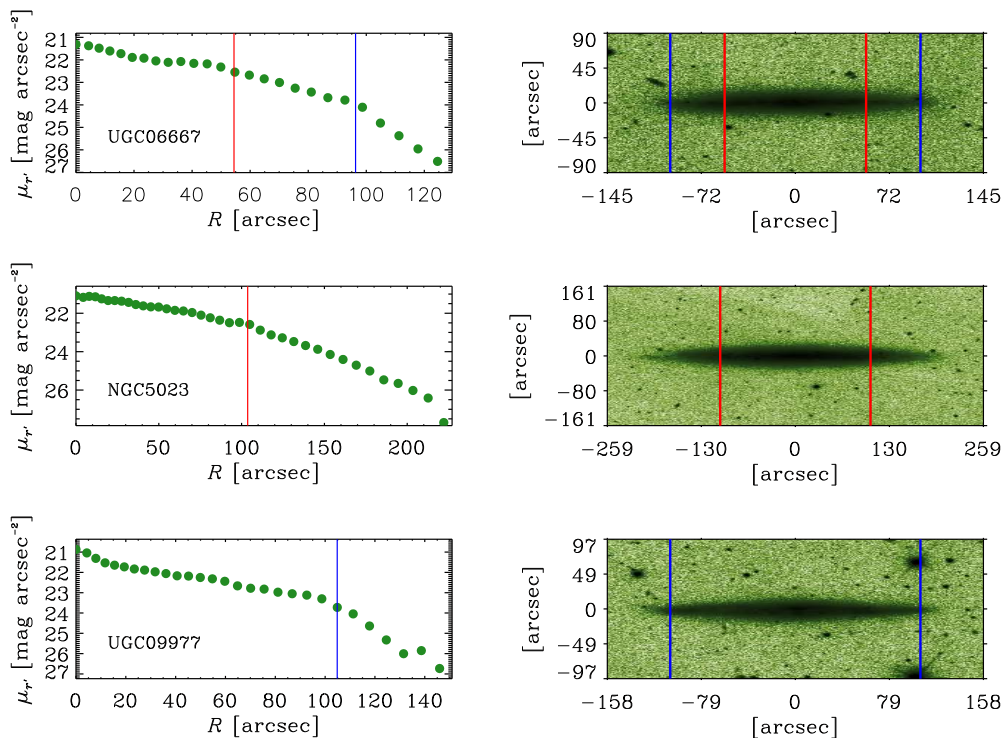 21
22
23
24
25
26
27
μr′ [mag arcsec⁻²]
UGC06667
0 20 40 60 80 100 120
R [arcsec]
90
45
0
−45
−90
[arcsec]
−145 −72 0 72 145
[arcsec]
22
24
26
μr′ [mag arcsec⁻²]
NGC5023
0 50 100 150 200
R [arcsec]
161
80
0
−80
−161
[arcsec]
−259 −130 0 130 259
[arcsec]
21
22
23
24
25
26
27
μr′ [mag arcsec⁻²]
UGC09977
0 20 40 60 80 100 120 140
R [arcsec]
97
49
0
−49
−97
[arcsec]
−158 −79 0 79 158
[arcsec]